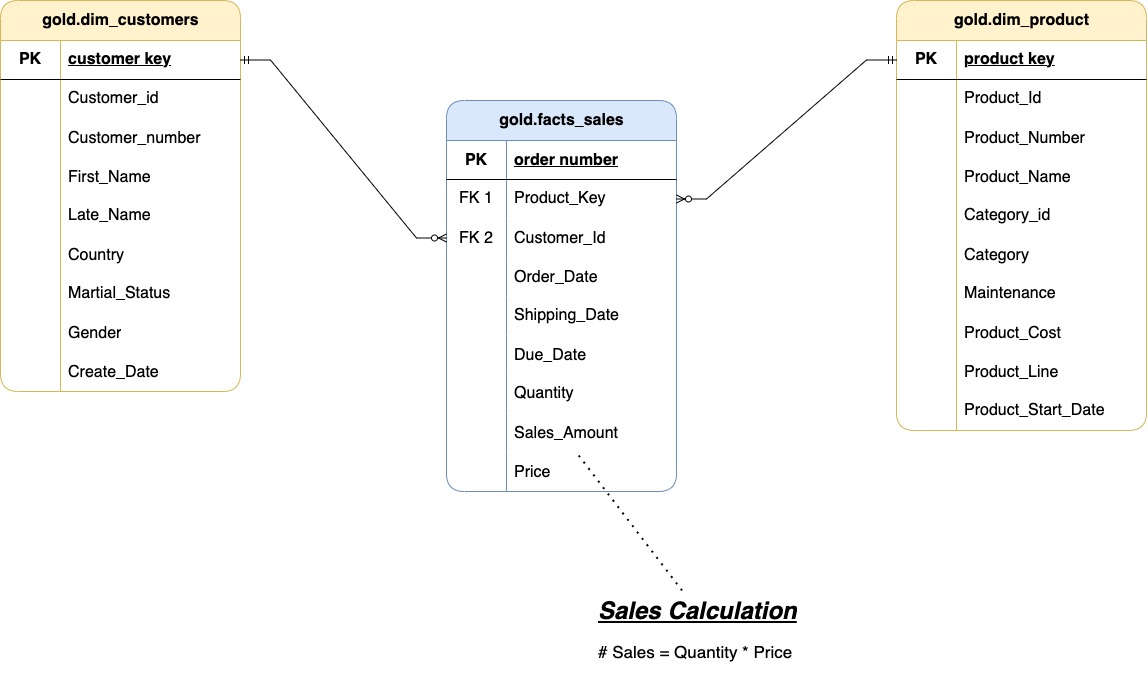 gold.dim_customers
PK customer key
Customer_id
Customer_number
First_Name
Late_Name
Country
Martial_Status
Gender
Create_Date
gold.facts_sales
PK order number
FK 1 Product_Key
FK 2 Customer_Id
Order_Date
Shipping_Date
Due_Date
Quantity
Sales_Amount
Price
gold.dim_product
PK product key
Product_Id
Product_Number
Product_Name
Category_id
Category
Maintenance
Product_Cost
Product_Line
Product_Start_Date
Sales Calculation
# Sales = Quantity * Price